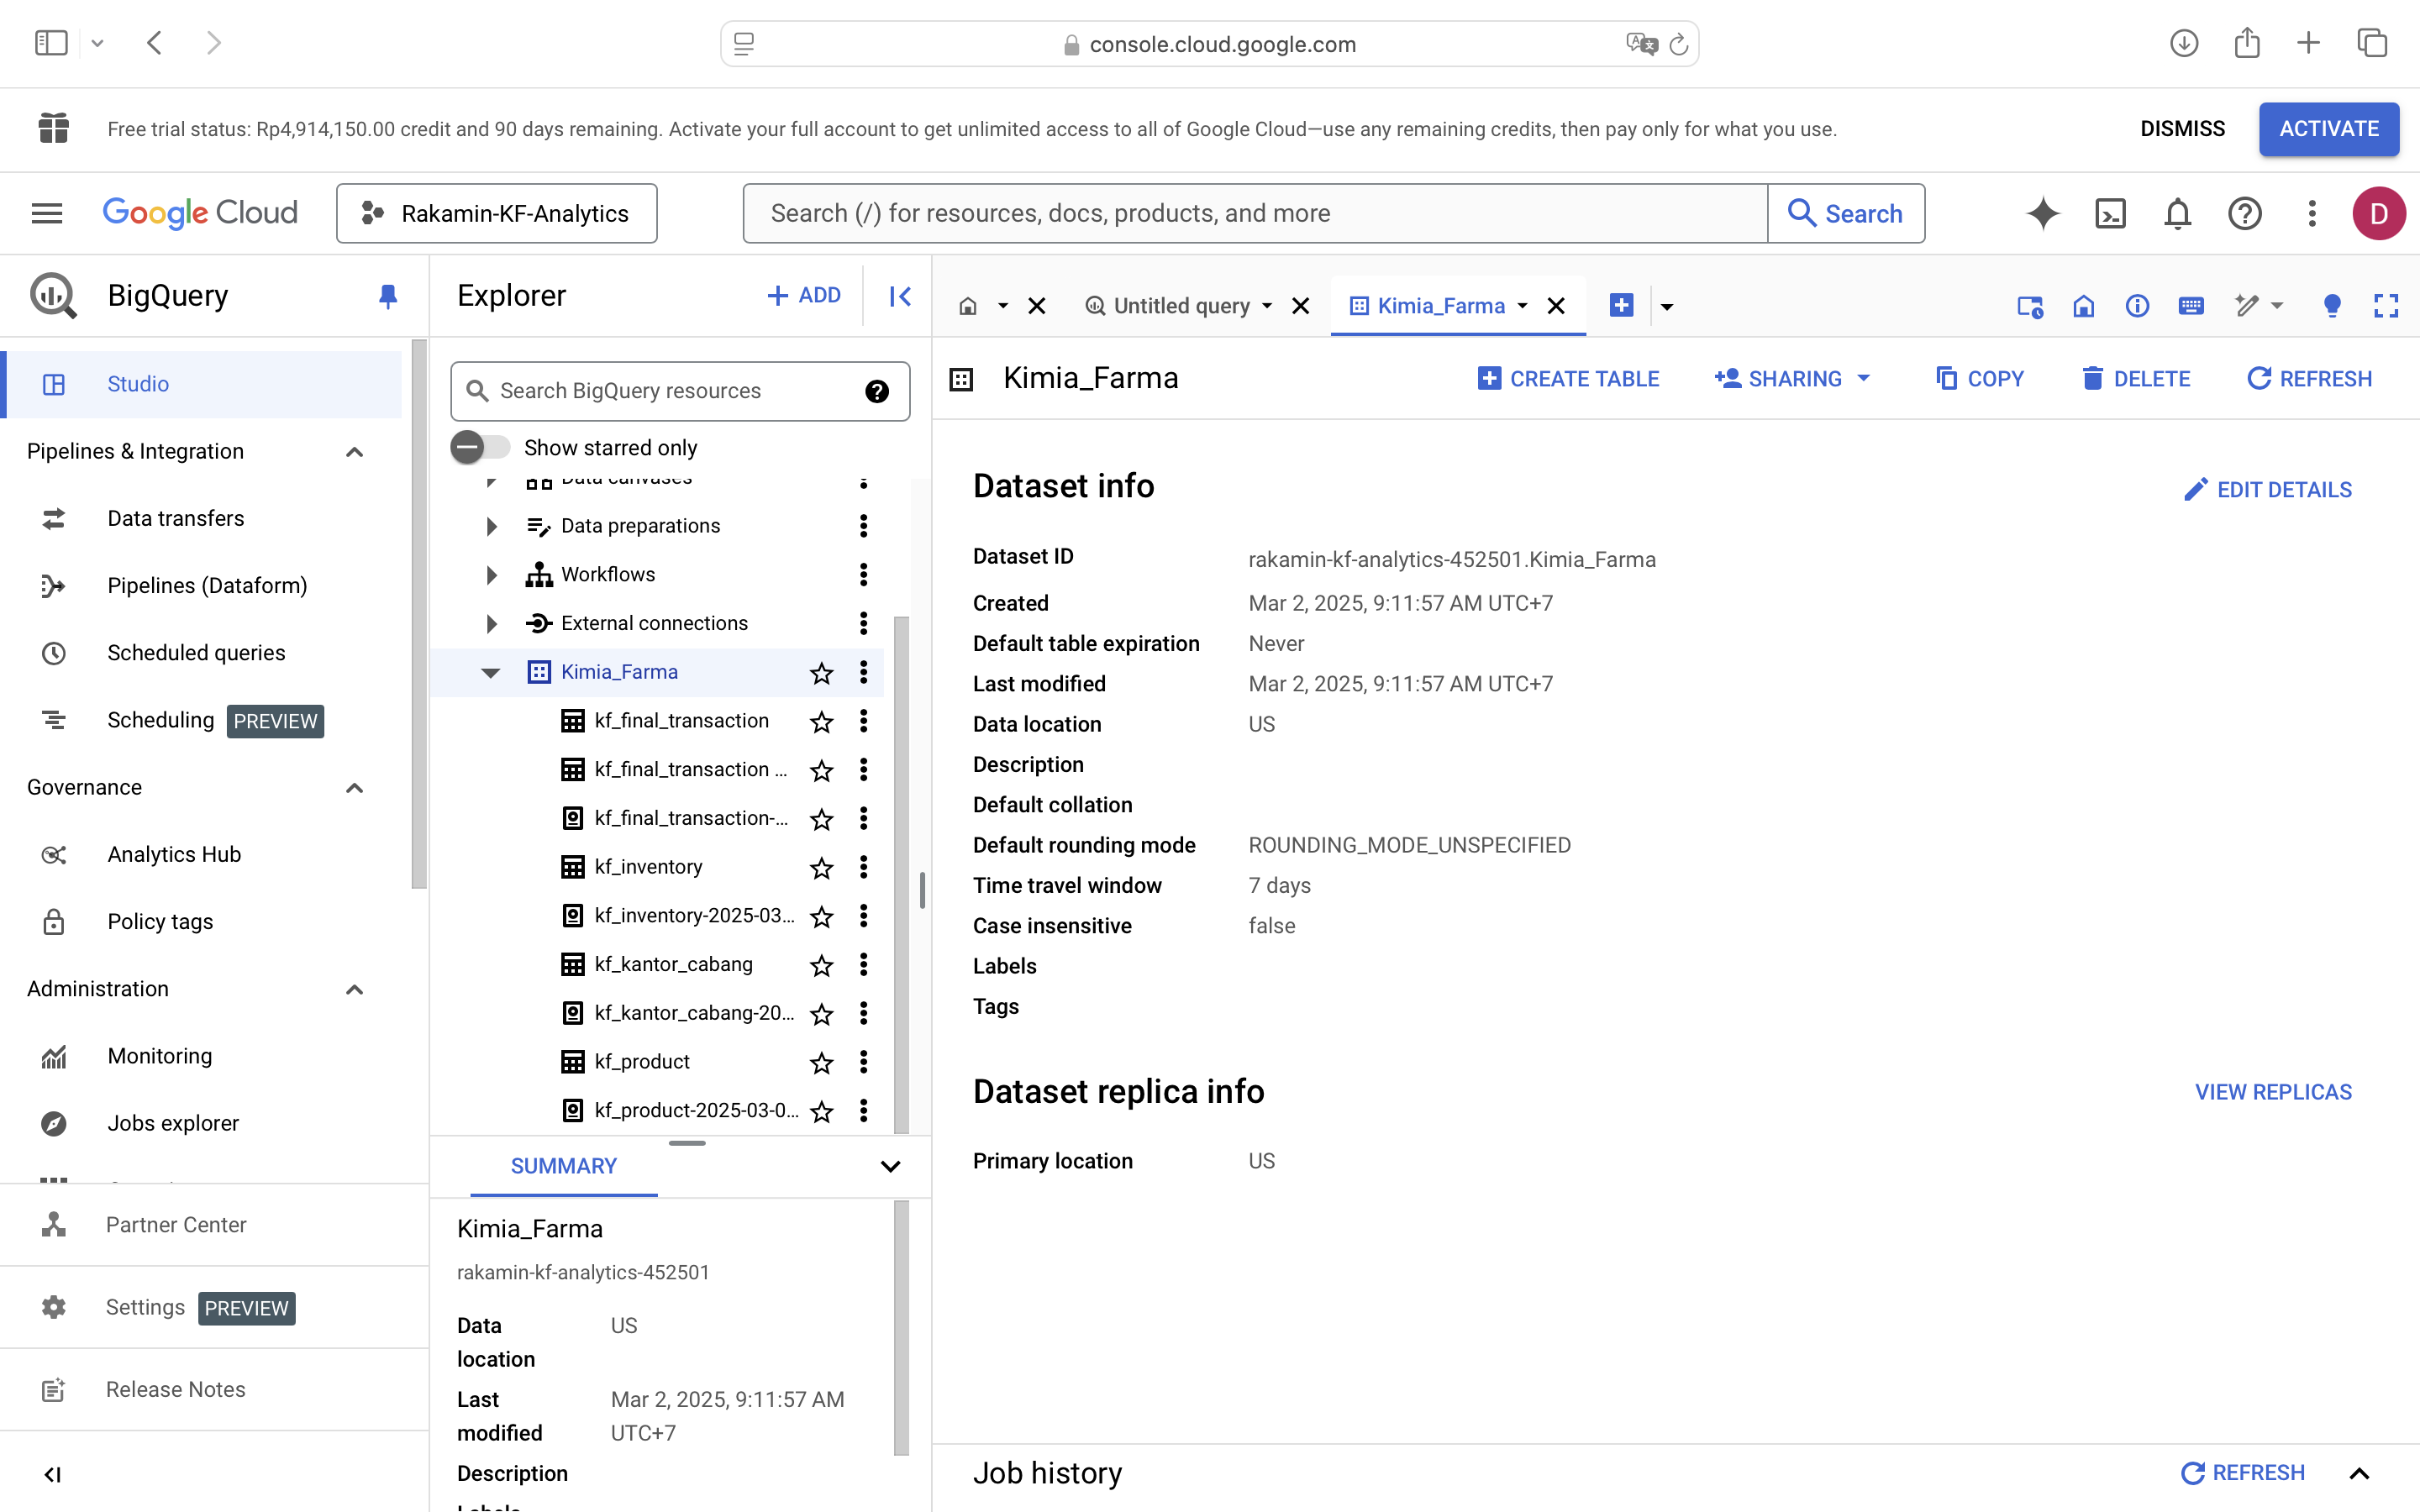 console.cloud.google.com
Free trial status: Rp4,914,150.00 credit and 90 days remaining. Activate your full account to get unlimited access to all of Google Cloud—use any remaining credits, then pay only for what you use.
DISMISS
ACTIVATE
Google Cloud
Rakamin-KF-Analytics
Search (/) for resources, docs, products, and more
Search
D
BigQuery
Studio
Pipelines & Integration
Data transfers
Pipelines (Dataform)
Scheduled queries
Scheduling PREVIEW
Governance
Analytics Hub
Policy tags
Administration
Monitoring
Jobs explorer
Partner Center
Settings PREVIEW
Release Notes
Explorer
+ ADD
Search BigQuery resources
Show starred only
Data canvases
Data preparations
Workflows
External connections
Kimia_Farma
kf_final_transaction
kf_final_transaction ...
kf_final_transaction-...
kf_inventory
kf_inventory-2025-03...
kf_kantor_cabang
kf_kantor_cabang-20...
kf_product
kf_product-2025-03-0...
SUMMARY
Kimia_Farma
rakamin-kf-analytics-452501
Data location US
Last modified Mar 2, 2025, 9:11:57 AM UTC+7
Description
Labels
Untitled query
Kimia_Farma
Kimia_Farma
CREATE TABLE
SHARING
COPY
DELETE
REFRESH
Dataset info
EDIT DETAILS
Dataset ID rakamin-kf-analytics-452501.Kimia_Farma
Created Mar 2, 2025, 9:11:57 AM UTC+7
Default table expiration Never
Last modified Mar 2, 2025, 9:11:57 AM UTC+7
Data location US
Description
Default collation
Default rounding mode ROUNDING_MODE_UNSPECIFIED
Time travel window 7 days
Case insensitive false
Labels
Tags
Dataset replica info
VIEW REPLICAS
Primary location US
Job history
REFRESH